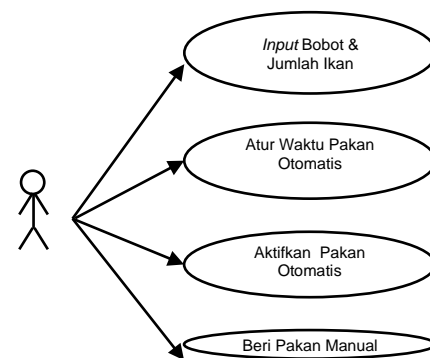 Input Bobot &
Jumlah Ikan
Atur Waktu Pakan
Otomatis
Aktifkan Pakan
Otomatis
Beri Pakan Manual